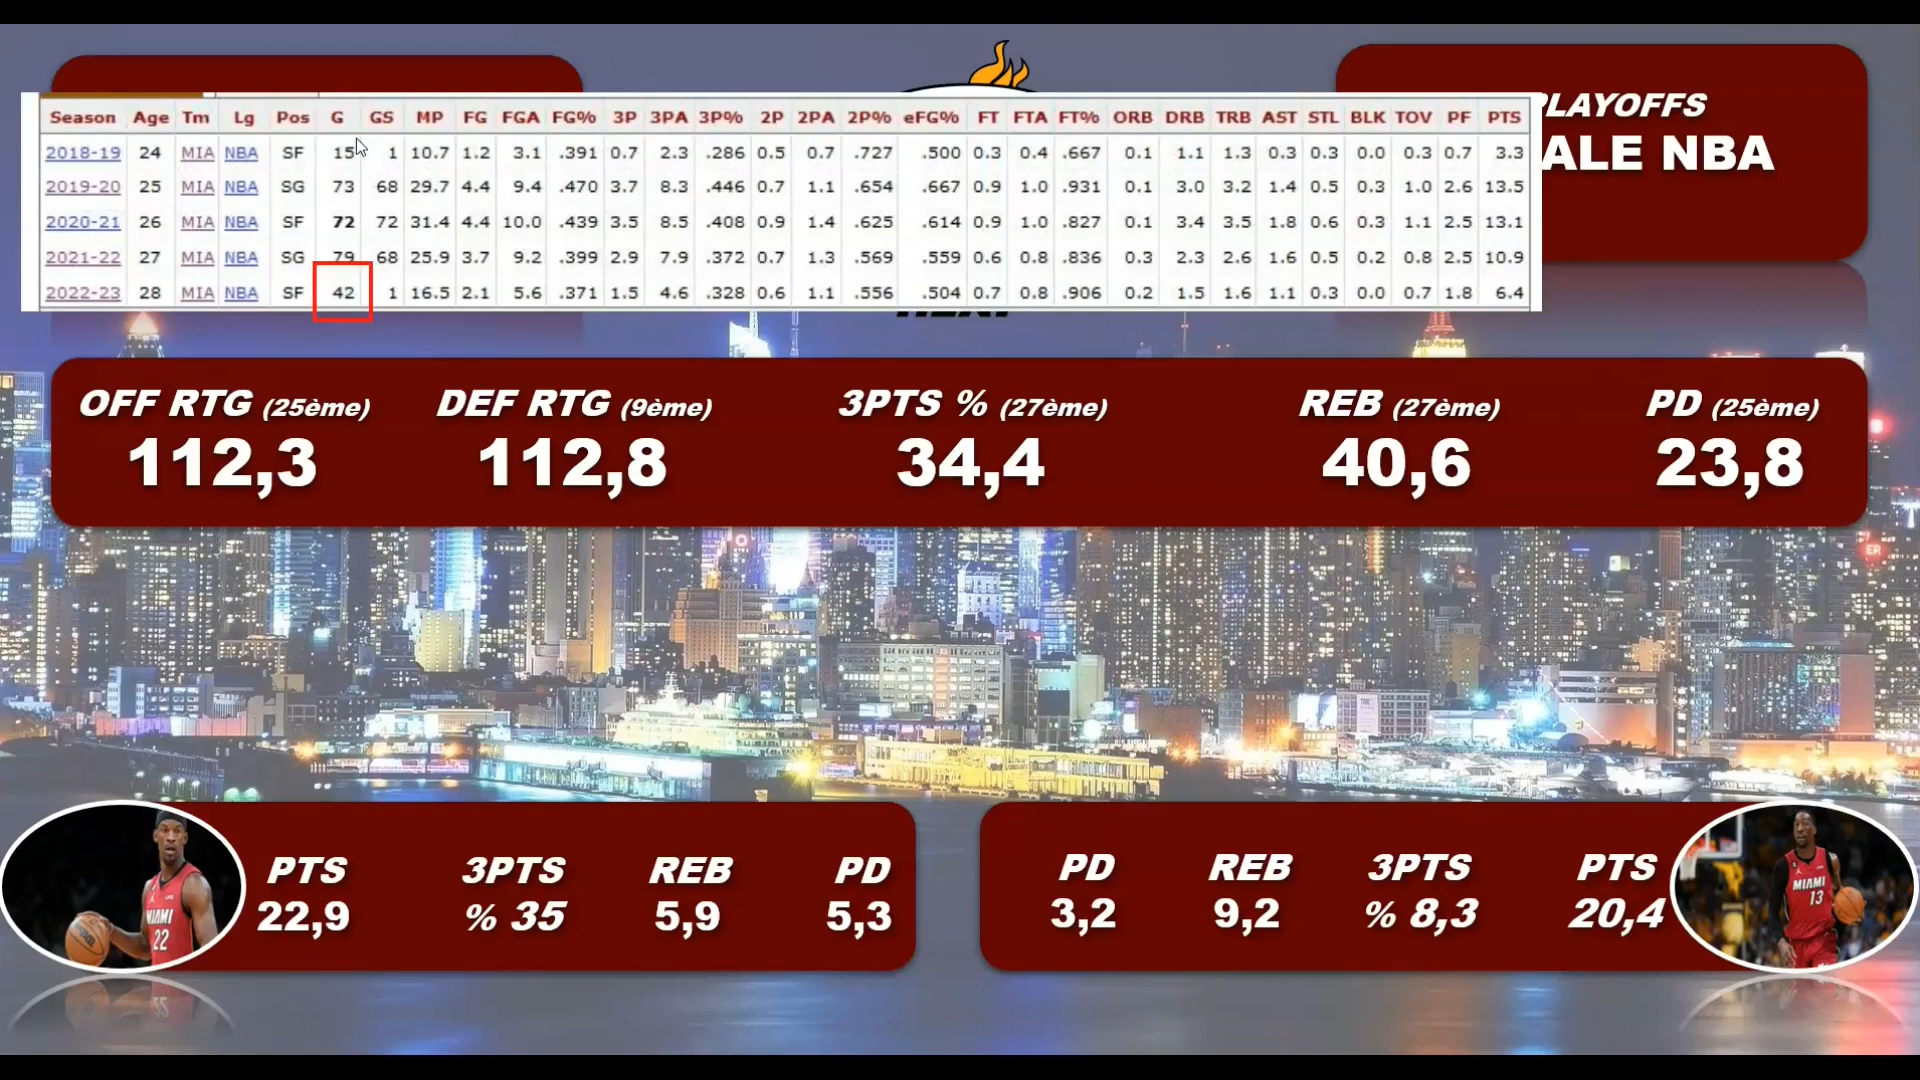 PLAYOFFS
ALE NBA
Season Age Tm Lg Pos G GS MP FG FGA FG% 3P 3PA 3P% 2P 2PA 2P% eFG% FT FTA FT% ORB DRB TRB AST STL BLK TOV PF PTS
2018-19 24 MIA NBA SF 15 1 10.7 1.2 3.1 .391 0.7 2.3 .286 0.5 0.7 .727 .500 0.3 0.4 .667 0.1 1.1 1.3 0.3 0.3 0.0 0.3 0.7 3.3
2019-20 25 MIA NBA SG 73 68 29.7 4.4 9.4 .470 3.7 8.3 .446 0.7 1.1 .654 .667 0.9 1.0 .931 0.1 3.0 3.2 1.4 0.5 0.3 1.0 2.6 13.5
2020-21 26 MIA NBA SF 72 72 31.4 4.4 10.0 .439 3.5 8.5 .408 0.9 1.4 .625 .614 0.9 1.0 .827 0.1 3.4 3.5 1.8 0.6 0.3 1.1 2.5 13.1
2021-22 27 MIA NBA SG 79 68 25.9 3.7 9.2 .399 2.9 7.9 .372 0.7 1.3 .569 .559 0.6 0.8 .836 0.3 2.3 2.6 1.6 0.5 0.2 0.8 2.5 10.9
2022-23 28 MIA NBA SF 42 1 16.5 2.1 5.6 .371 1.5 4.6 .328 0.6 1.1 .556 .504 0.7 0.8 .906 0.2 1.5 1.6 1.1 0.3 0.0 0.7 1.8 6.4
OFF RTG (25ème) DEF RTG (9ème) 3PTS % (27ème) REB (27ème) PD (25ème)
112,3 112,8 34,4 40,6 23,8
PTS 3PTS REB PD
22,9 % 35 5,9 5,3
PD REB 3PTS PTS
3,2 9,2 % 8,3 20,4
MIAMI
22
MIAMI
13
ER